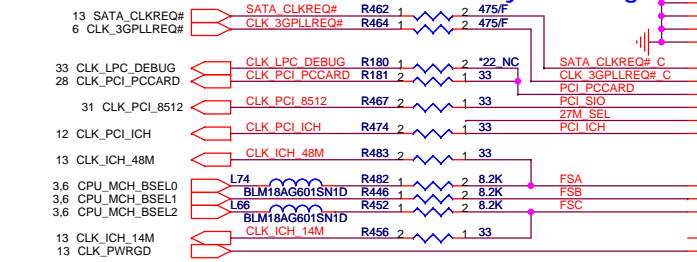 13 SATA_CLKREQ# SATA_CLKREQ# R462 1 2 475/F
6 CLK_3GPLLREQ# CLK_3GPLLREQ# R464 1 2 475/F
33 CLK_LPC_DEBUG CLK_LPC_DEBUG R180 1 2 *22_NC SATA_CLKREQ#_C
28 CLK_PCI_PCCARD CLK_PCI_PCCARD R181 2 1 33 CLK_3GPLLREQ#_C
PCI_PCCARD
31 CLK_PCI_8512 CLK_PCI_8512 R467 2 1 33 PCI_SIO
27M_SEL
12 CLK_PCI_ICH CLK_PCI_ICH R474 2 1 33 PCI_ICH
13 CLK_ICH_48M CLK_ICH_48M R483 2 1 33
3,6 CPU_MCH_BSEL0 L74 R482 1 2 8.2K FSA
3,6 CPU_MCH_BSEL1 BLM18AG601SN1D R446 1 2 8.2K FSB
3,6 CPU_MCH_BSEL2 L66 R452 1 2 8.2K FSC
BLM18AG601SN1D
13 CLK_ICH_14M CLK_ICH_14M R456 2 1 33
13 CLK_PWRGD